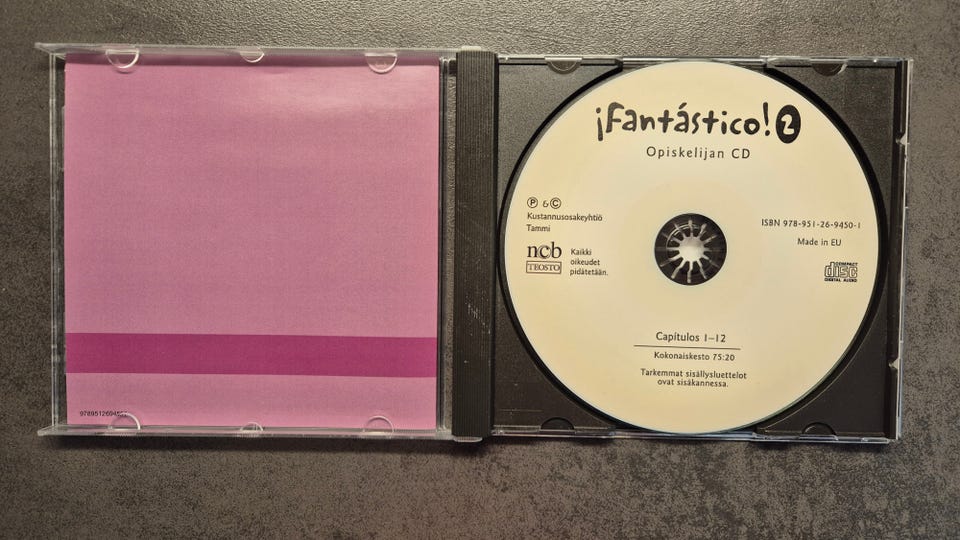 ¡Fantástico! 2
Opiskelijan CD
Ⓟ & ©
Kustannusosakeyhtiö
Tammi
ncb
TEOSTO
Kaikki
oikeudet
pidätetään.
ISBN 978-951-26-9450-1
Made in EU
COMPACT
disc
DIGITAL AUDIO
Capítulos 1–12
Kokonaiskesto 75:20
Tarkemmat sisällysluettelot
ovat sisäkannessa.